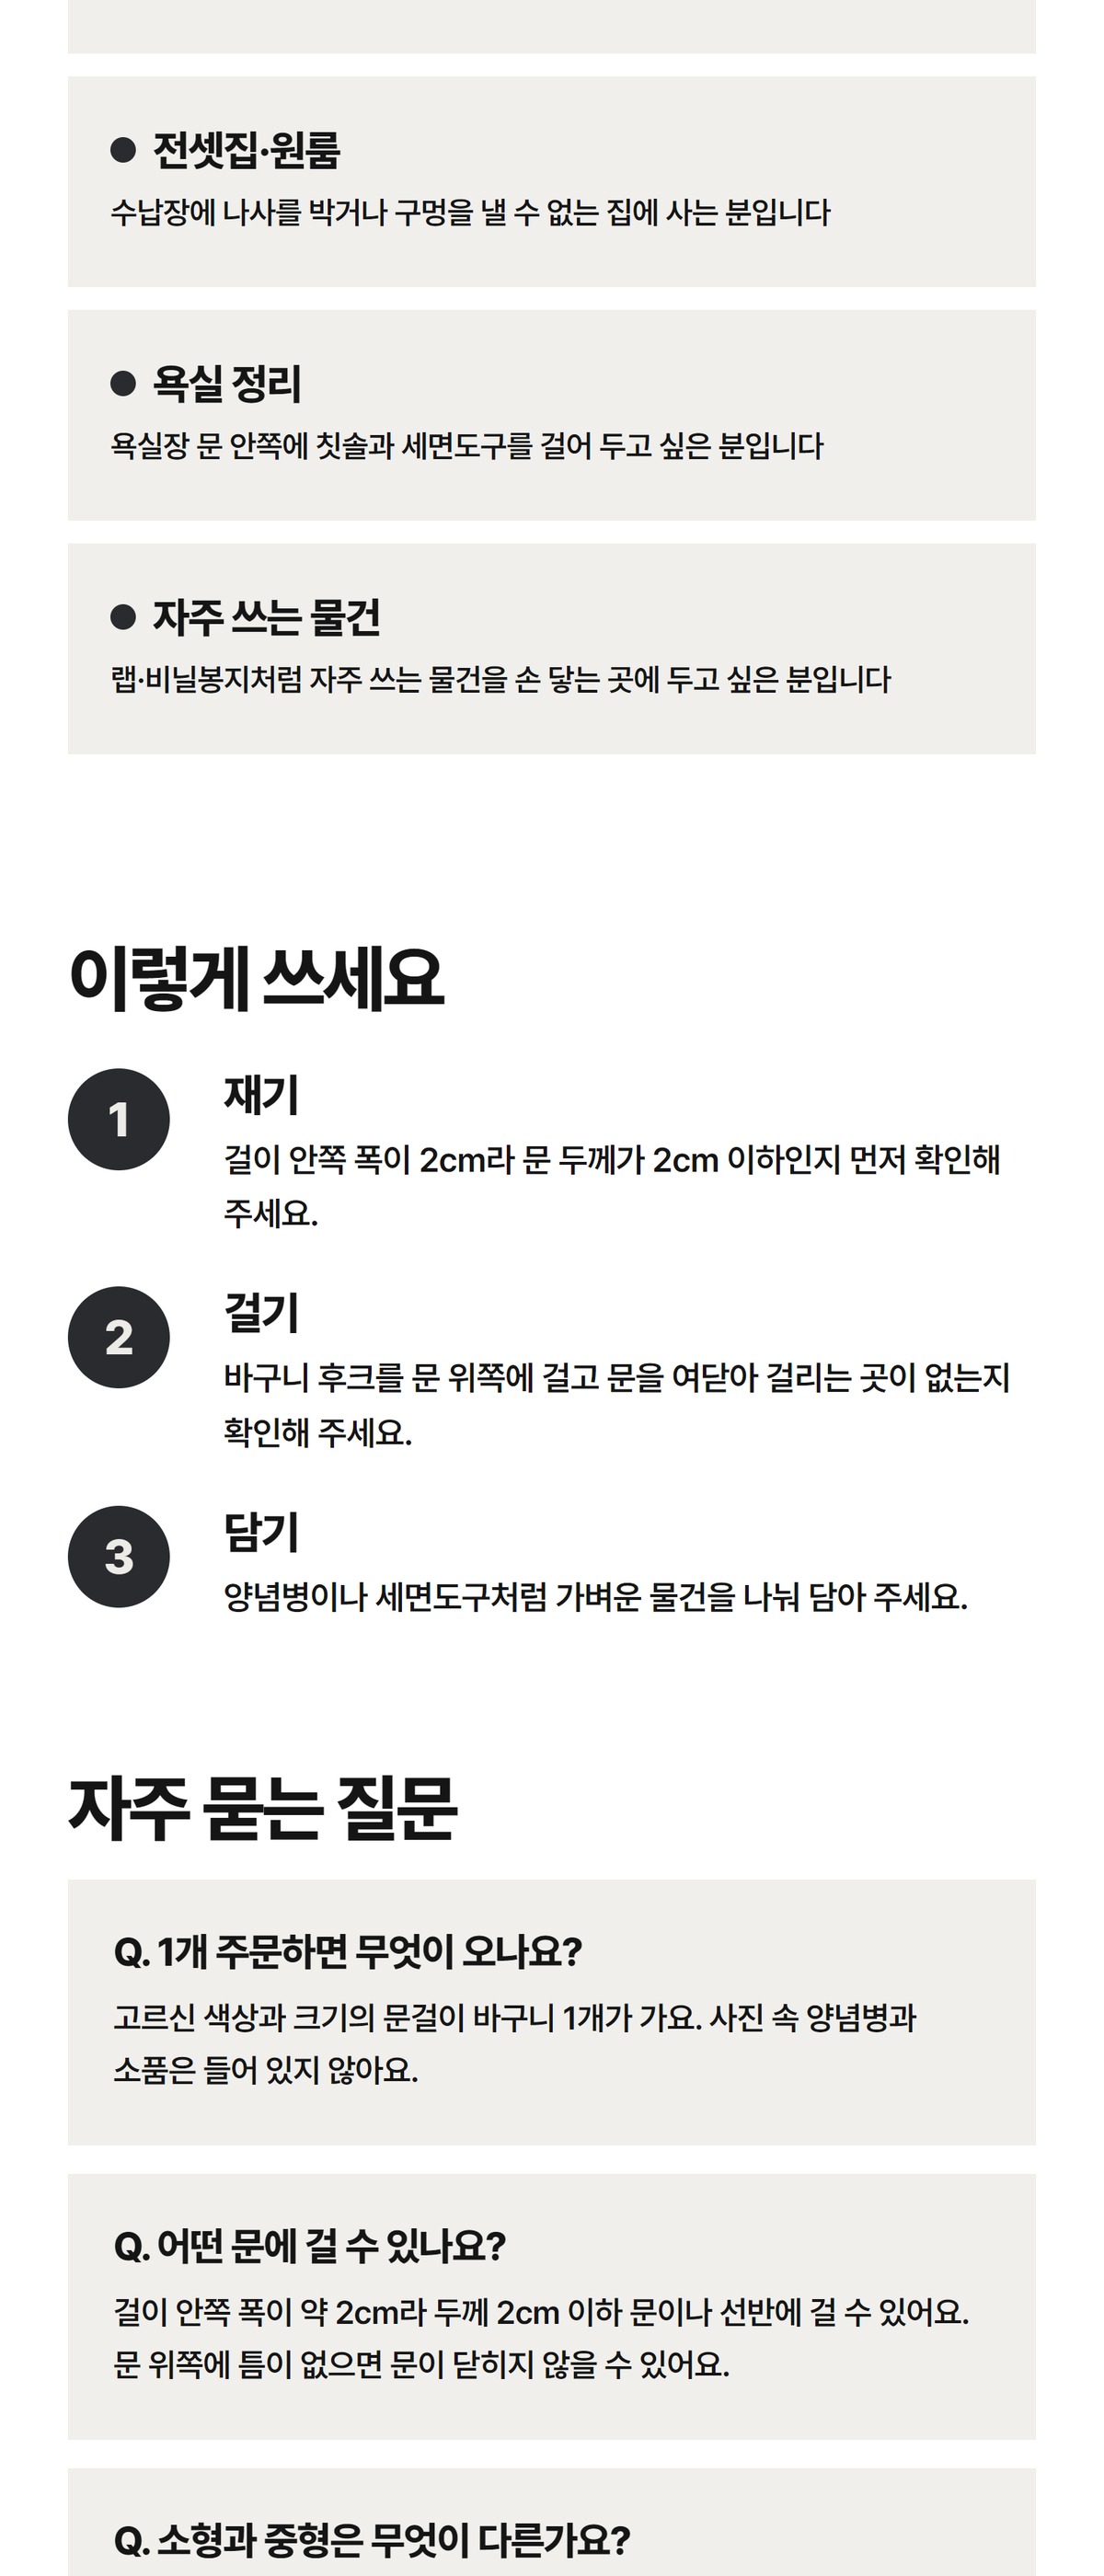 전셋집·원룸
수납장에 나사를 박거나 구멍을 낼 수 없는 집에 사는 분입니다
욕실 정리
욕실장 문 안쪽에 칫솔과 세면도구를 걸어 두고 싶은 분입니다
자주 쓰는 물건
랩·비닐봉지처럼 자주 쓰는 물건을 손 닿는 곳에 두고 싶은 분입니다
이렇게 쓰세요
1
재기
걸이 안쪽 폭이 2cm라 문 두께가 2cm 이하인지 먼저 확인해
주세요.
2
걸기
바구니 후크를 문 위쪽에 걸고 문을 여닫아 걸리는 곳이 없는지
확인해 주세요.
3
담기
양념병이나 세면도구처럼 가벼운 물건을 나눠 담아 주세요.
자주 묻는 질문
Q. 1개 주문하면 무엇이 오나요?
고르신 색상과 크기의 문걸이 바구니 1개가 가요. 사진 속 양념병과
소품은 들어 있지 않아요.
Q. 어떤 문에 걸 수 있나요?
걸이 안쪽 폭이 약 2cm라 두께 2cm 이하 문이나 선반에 걸 수 있어요.
문 위쪽에 틈이 없으면 문이 닫히지 않을 수 있어요.
Q. 소형과 중형은 무엇이 다른가요?